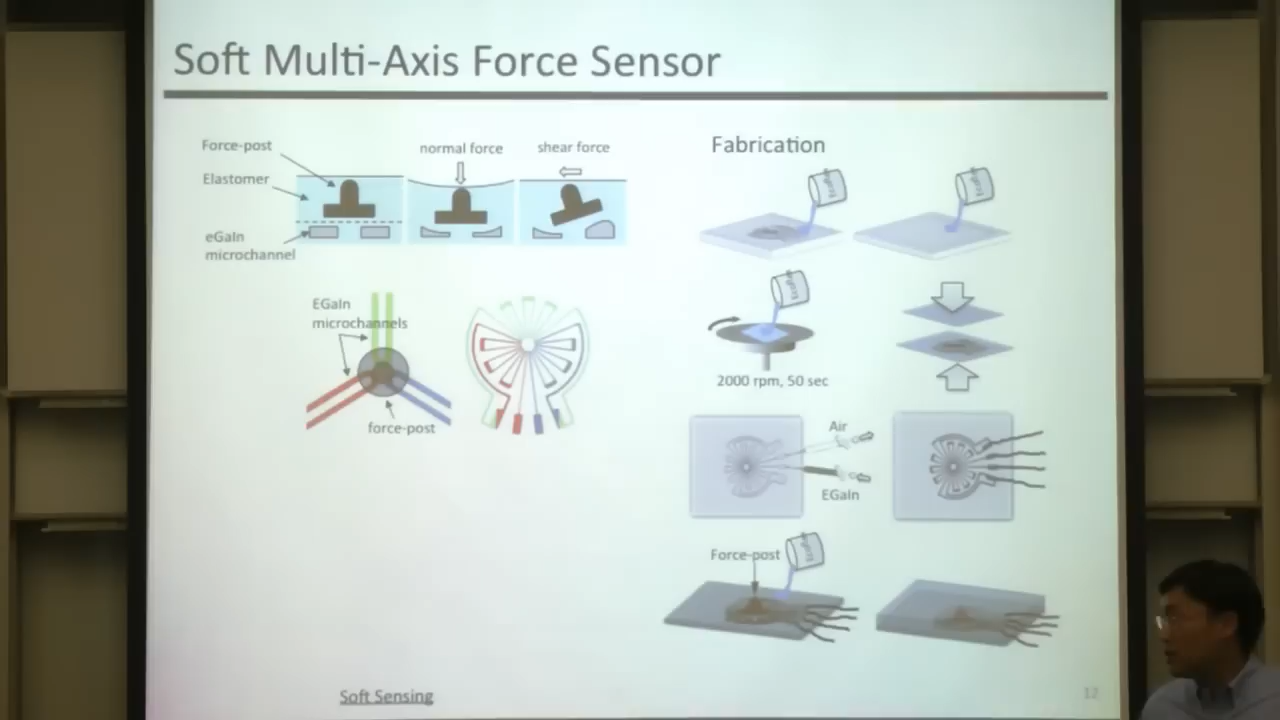 Soft Multi-Axis Force Sensor
Force-post
normal force
shear force
Elastomer
eGaIn
microchannel
EGaIn
microchannels
force-post
Fabrication
2000 rpm, 50 sec
Air
EGaIn
Force-post
Soft Sensing
12